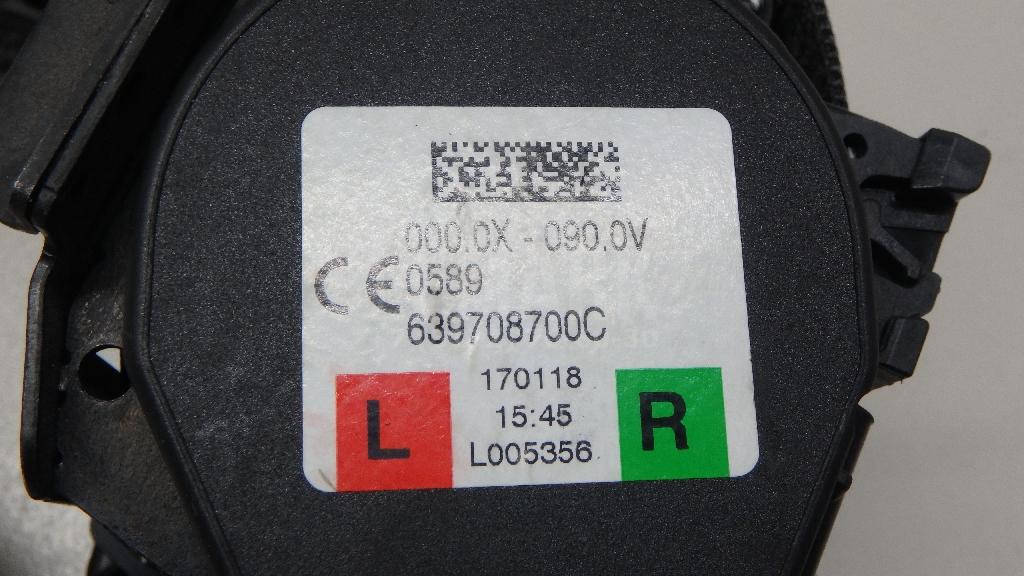 000.0X - 090.0V
CE 0589
639708700C
170118
15:45
L005356
L
R